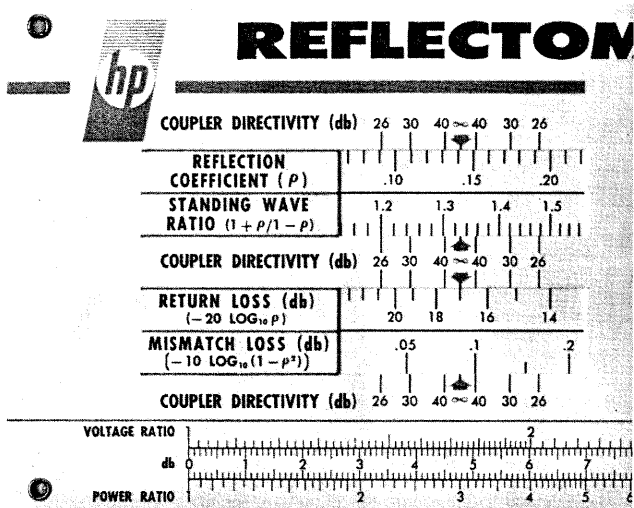 REFLECTOM
hp
COUPLER DIRECTIVITY (db) 26 30 40 ∞ 40 30 26
REFLECTION
COEFFICIENT (ρ) .10 .15 .20
STANDING WAVE 1.2 1.3 1.4 1.5
RATIO (1 + ρ/1 − ρ)
COUPLER DIRECTIVITY (db) 26 30 40 ∞ 40 30 26
RETURN LOSS (db)
(−20 LOG₁₀ ρ) 20 18 16 14
MISMATCH LOSS (db) .05 .1 .2
(−10 LOG₁₀ (1 − ρ²))
COUPLER DIRECTIVITY (db) 26 30 40 ∞ 40 30 26
VOLTAGE RATIO 1 2
db 0 1 2 3 4 5 6 7
POWER RATIO 1 2 3 4 5 6